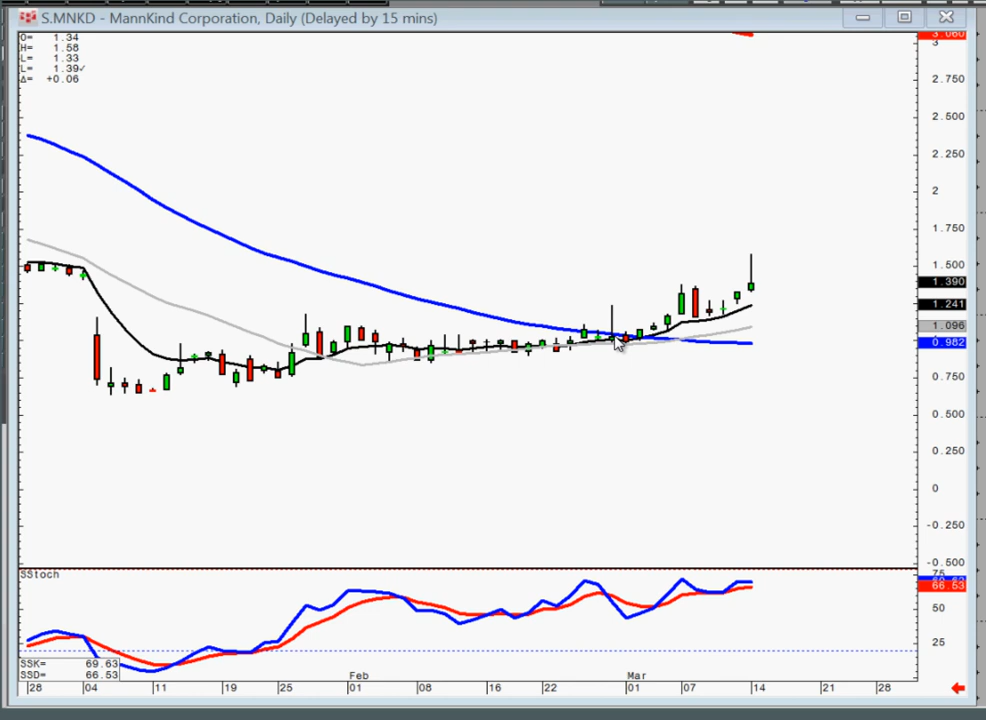 S.MNKD - MannKind Corporation, Daily (Delayed by 15 mins)
O= 1.34
H= 1.58
L= 1.33
L= 1.39✓
Δ= +0.06
3.060
3
2.750
2.500
2.250
2
1.750
1.500
1.390
1.241
1.096
0.982
0.750
0.500
0.250
0
-0.250
-0.500
SStoch
75
66.53
50
25
SSK= 69.63
SSD= 66.53
Feb Mar
28 04 11 19 25 01 08 16 22 01 07 14 21 28